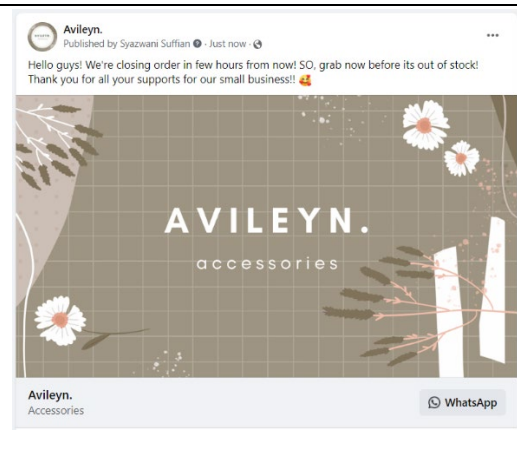 Avileyn.
Published by Syazwani Suffian · Just now ·
Hello guys! We're closing order in few hours from now! SO, grab now before its out of stock!
Thank you for all your supports for our small business!! 🥰
AVILEYN.
accessories
Avileyn.
Accessories
WhatsApp